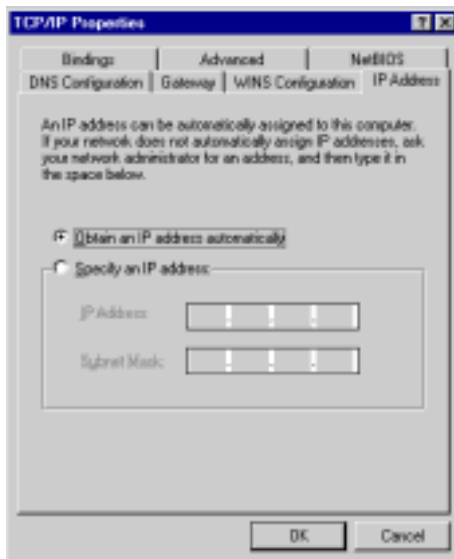 TCP/IP Properties
Bindings Advanced NetBIOS
DNS Configuration Gateway WINS Configuration IP Address
An IP address can be automatically assigned to this computer.
If your network does not automatically assign IP addresses, ask
your network administrator for an address, and then type it in
the space below.
Obtain an IP address automatically
Specify an IP address:
IP Address:
Subnet Mask:
OK Cancel